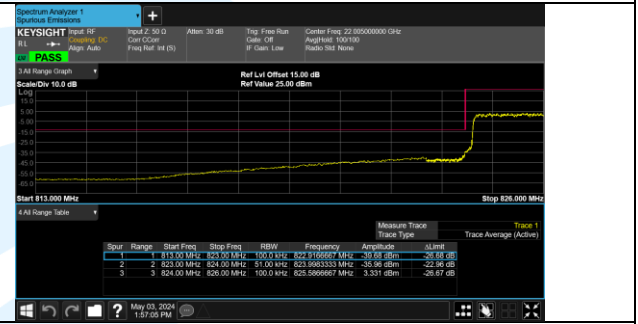 Spectrum Analyzer 1
Spurious Emissions
+
KEYSIGHT Input: RF Input Z: 50 Ω Atten: 30 dB Trig: Free Run Center Freq: 22.005000000 GHz
RL Coupling: DC Corr CCorr Gate: Off Avg|Hold: 100/100
Align: Auto Freq Ref: Int (S) IF Gain: Low Radio Std: None
PASS
3 All Range Graph Ref Lvl Offset 15.00 dB
Scale/Div 10.0 dB Ref Value 25.00 dBm
Log
15.0
5.00
-5.00
-15.0
-25.0
-35.0
-45.0
-55.0
-65.0
Start 813.000 MHz Stop 826.000 MHz
4 All Range Table
Measure Trace Trace 1
Trace Type Trace Average (Active)
Spur Range Start Freq Stop Freq RBW Frequency Amplitude ΔLimit
1 1 813.00 MHz 823.00 MHz 100.0 kHz 822.9166667 MHz -39.68 dBm -26.68 dB
2 2 823.00 MHz 824.00 MHz 51.00 kHz 823.9983333 MHz -35.96 dBm -22.96 dB
3 3 824.00 MHz 826.00 MHz 100.0 kHz 825.5866667 MHz 3.331 dBm -26.67 dB
? May 03, 2024
1:57:05 PM